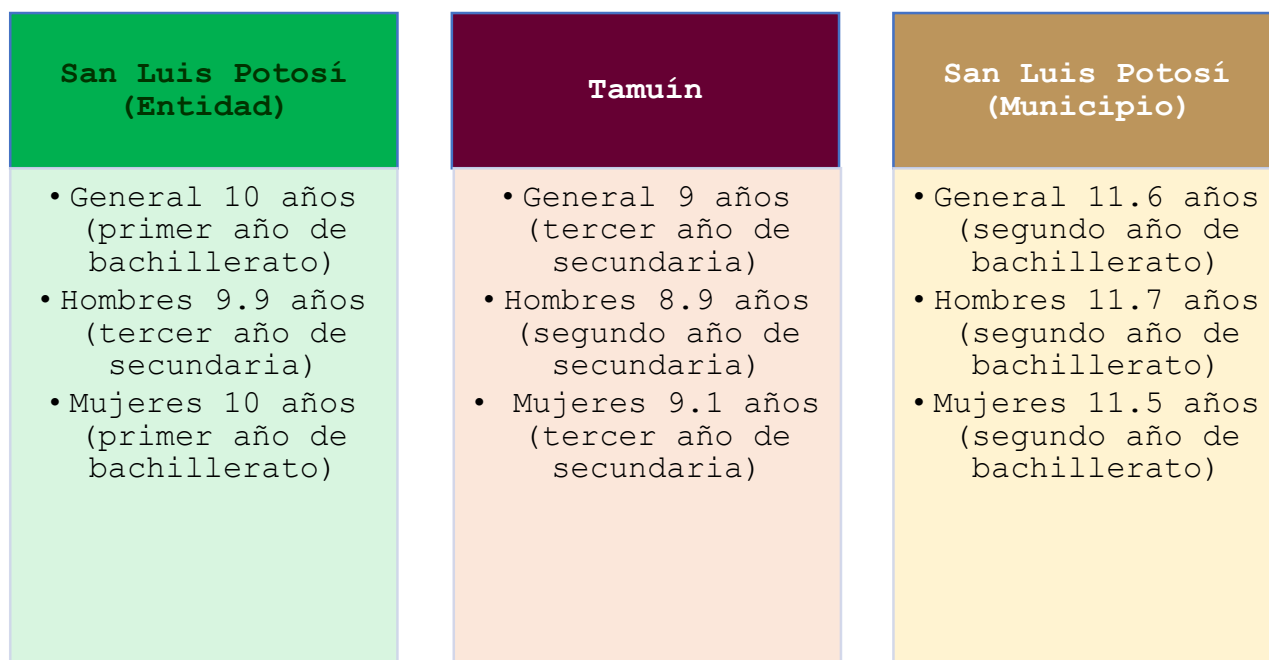 San Luis Potosí
(Entidad)
• General 10 años
(primer año de
bachillerato)
• Hombres 9.9 años
(tercer año de
secundaria)
• Mujeres 10 años
(primer año de
bachillerato)
Tamuín
• General 9 años
(tercer año de
secundaria)
• Hombres 8.9 años
(segundo año de
secundaria)
• Mujeres 9.1 años
(tercer año de
secundaria)
San Luis Potosí
(Municipio)
• General 11.6 años
(segundo año de
bachillerato)
• Hombres 11.7 años
(segundo año de
bachillerato)
• Mujeres 11.5 años
(segundo año de
bachillerato)